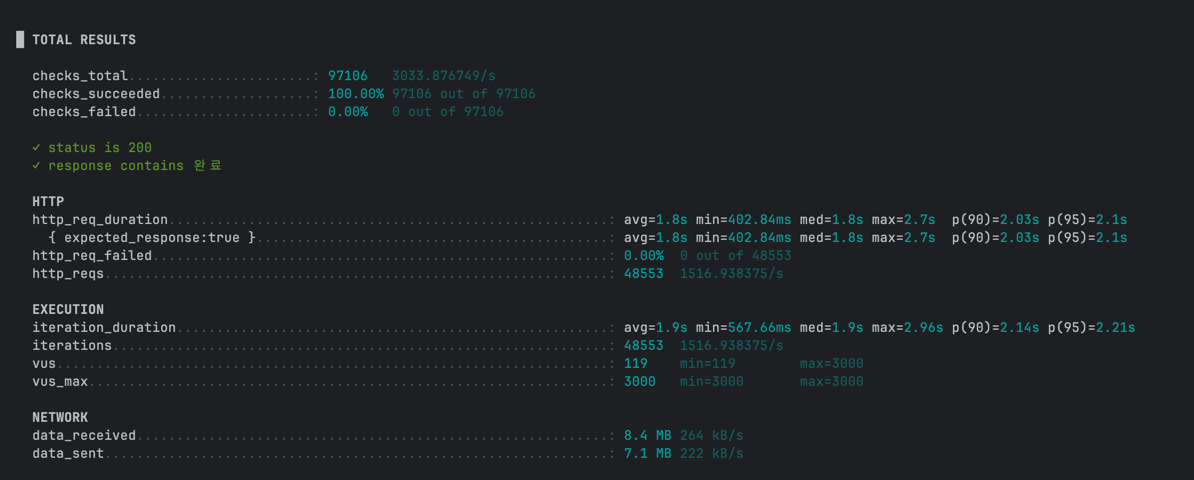 TOTAL RESULTS
checks_total.......................: 97106   3033.876749/s
checks_succeeded...................: 100.00% 97106 out of 97106
checks_failed......................: 0.00%   0 out of 97106
✓ status is 200
✓ response contains 완료
HTTP
http_req_duration.......................................................: avg=1.8s min=402.84ms med=1.8s max=2.7s  p(90)=2.03s p(95)=2.1s
{ expected_response:true }............................................: avg=1.8s min=402.84ms med=1.8s max=2.7s  p(90)=2.03s p(95)=2.1s
http_req_failed.........................................................: 0.00%  0 out of 48553
http_reqs...............................................................: 48553  1516.938375/s
EXECUTION
iteration_duration......................................................: avg=1.9s min=567.66ms med=1.9s max=2.96s p(90)=2.14s p(95)=2.21s
iterations..............................................................: 48553  1516.938375/s
vus.....................................................................: 119    min=119        max=3000
vus_max.................................................................: 3000   min=3000       max=3000
NETWORK
data_received...........................................................: 8.4 MB 264 kB/s
data_sent...............................................................: 7.1 MB 222 kB/s